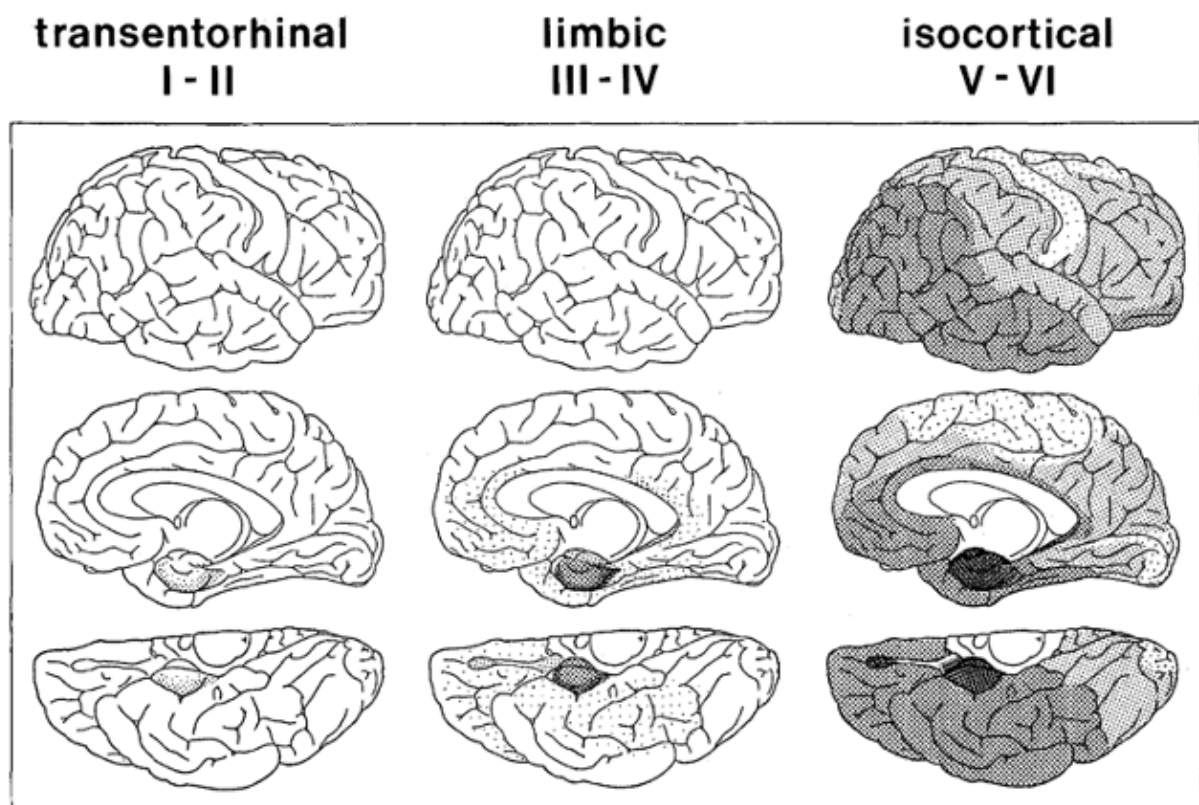 transentorhinal
I - II
limbic
III - IV
isocortical
V - VI